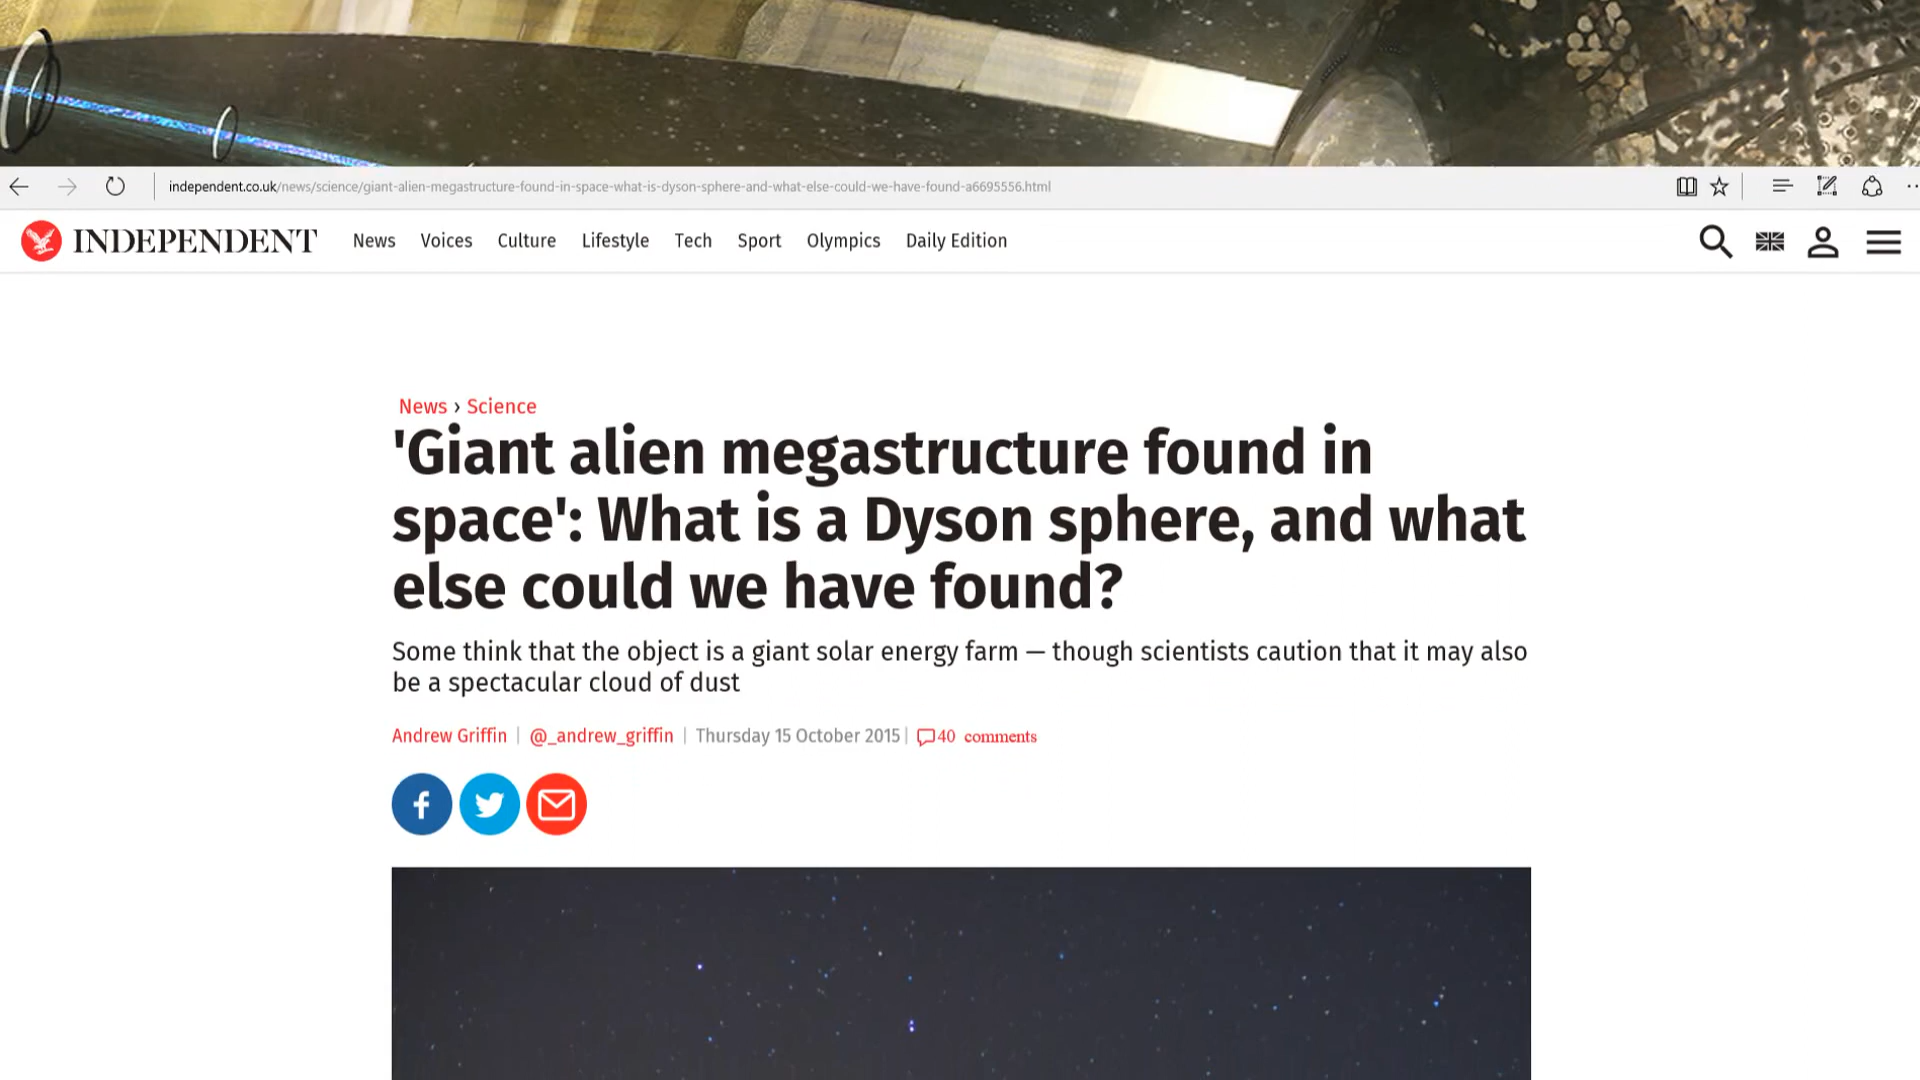 independent.co.uk/news/science/giant-alien-megastructure-found-in-space-what-is-dyson-sphere-and-what-else-could-we-have-found-a6695556.html
INDEPENDENT News Voices Culture Lifestyle Tech Sport Olympics Daily Edition
News › Science
'Giant alien megastructure found in
space': What is a Dyson sphere, and what
else could we have found?
Some think that the object is a giant solar energy farm — though scientists caution that it may also
be a spectacular cloud of dust
Andrew Griffin | @_andrew_griffin | Thursday 15 October 2015 | 40 comments